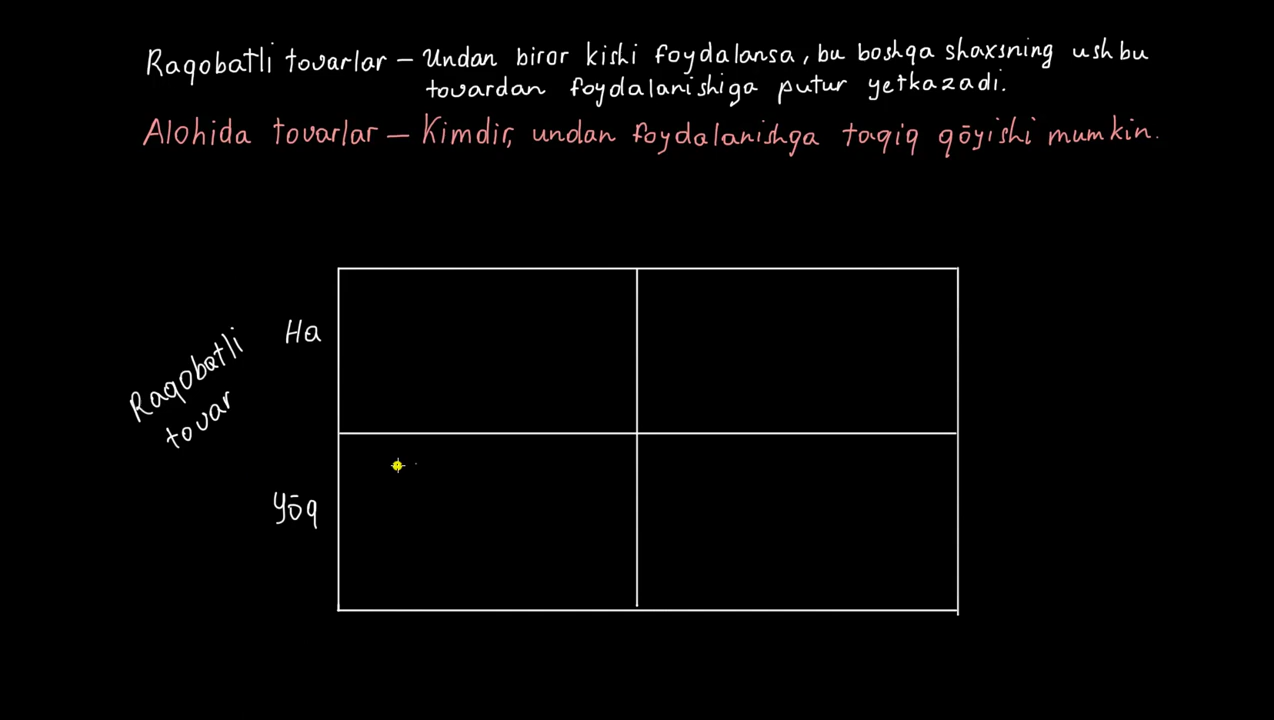 Raqobatli tovarlar – Undan biror kishi foydalansa, bu boshqa shaxsning ushbu
tovardan foydalanishiga putur yetkazadi.
Alohida tovarlar – Kimdir, undan foydalanishga taqiq qōyishi mumkin.
Raqobatli
tovar
Ha
Yōq